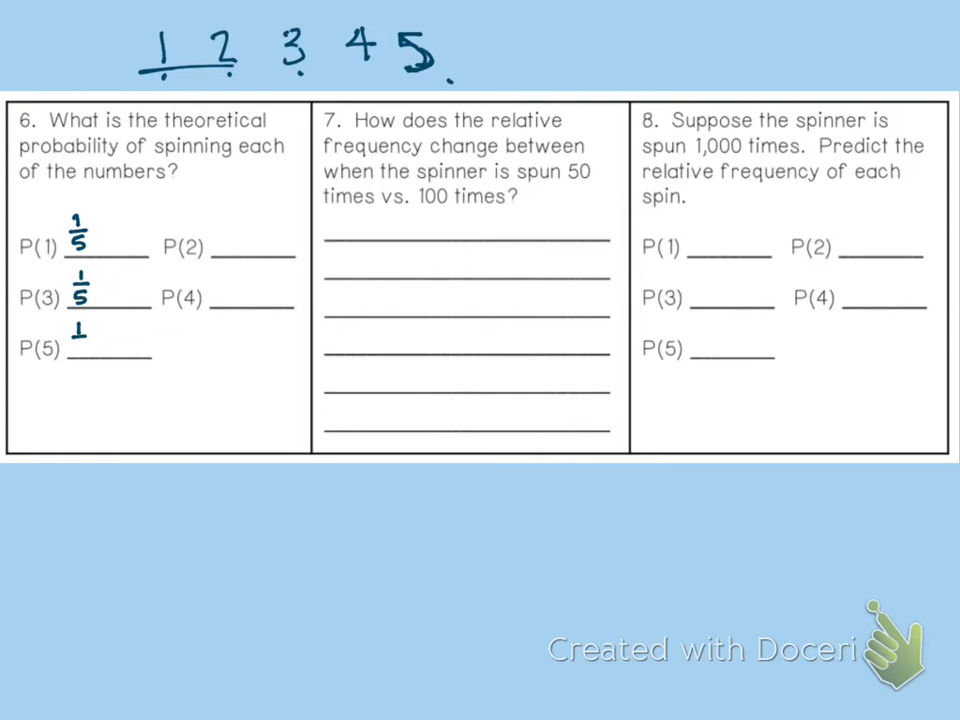 1 2 3 4 5
6. What is the theoretical
probability of spinning each
of the numbers?
P(1) 1/5 P(2)
P(3) 1/5 P(4)
P(5) 1
7. How does the relative
frequency change between
when the spinner is spun 50
times vs. 100 times?
8. Suppose the spinner is
spun 1,000 times. Predict the
relative frequency of each
spin.
P(1) P(2)
P(3) P(4)
P(5)
Created with Doceri